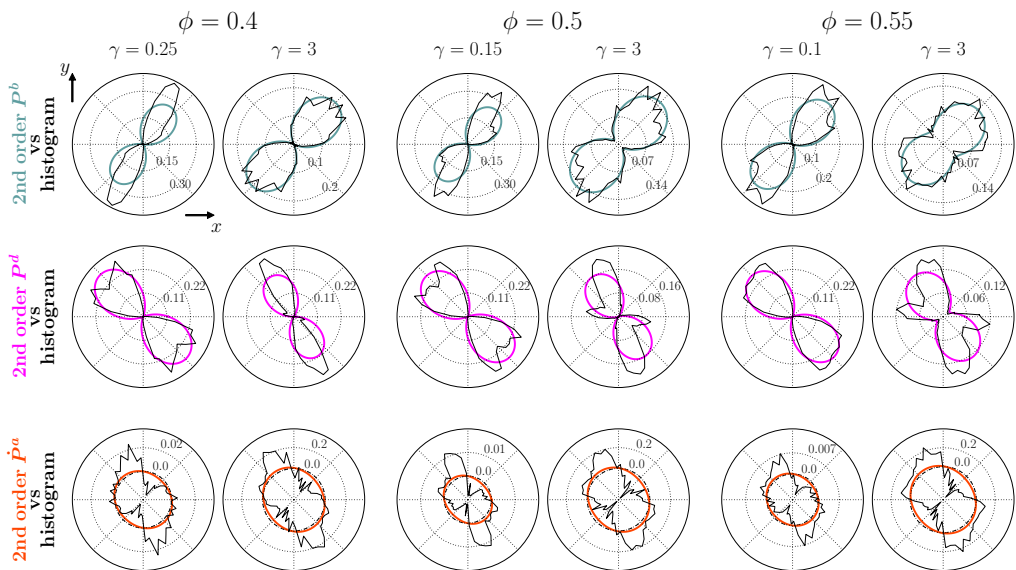 ϕ = 0.4 ϕ = 0.5 ϕ = 0.55
γ = 0.25 γ = 3 γ = 0.15 γ = 3 γ = 0.1 γ = 3
y
x
2nd order P^b
vs
histogram
0.15 0.1 0.15 0.07 0.1 0.07
0.30 0.2 0.30 0.14 0.2 0.14
2nd order P^d
vs
histogram
0.22 0.22 0.22 0.16 0.22 0.12
0.11 0.11 0.11 0.08 0.11 0.06
2nd order Ṗ^a
vs
histogram
0.02 0.2 0.01 0.2 0.007 0.2
0.0 0.0 0.0 0.0 0.0 0.0